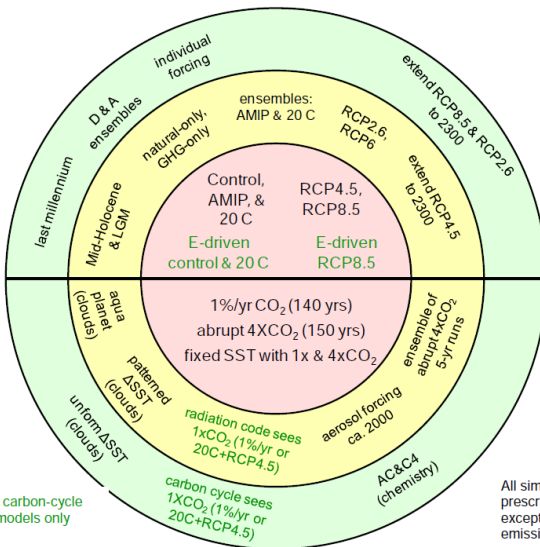 individual
forcing
D & A
ensembles
last millennium
extend RCP8.5 & RCP2.6
to 2300
natural-only,
GHG-only
ensembles:
AMIP & 20 C
RCP2.6,
RCP6
extend RCP4.5
to 2300
Mid-Holocene
& LGM
Control,
AMIP, &
20 C
RCP4.5,
RCP8.5
E-driven
control & 20 C
E-driven
RCP8.5
1%/yr CO₂ (140 yrs)
abrupt 4XCO₂ (150 yrs)
fixed SST with 1x & 4xCO₂
aqua
planet
(clouds)
patterned
ΔSST
(clouds)
unform ΔSST
(clouds)
radiation code sees
1xCO₂ (1%/yr or
20C+RCP4.5)
carbon cycle sees
1XCO₂ (1%/yr or
20C+RCP4.5)
aerosol forcing
ca. 2000
ensemble of
abrupt 4xCO₂
5-yr runs
AC&C4
(chemistry)
carbon-cycle
models only
All sim
prescr
except
emissi